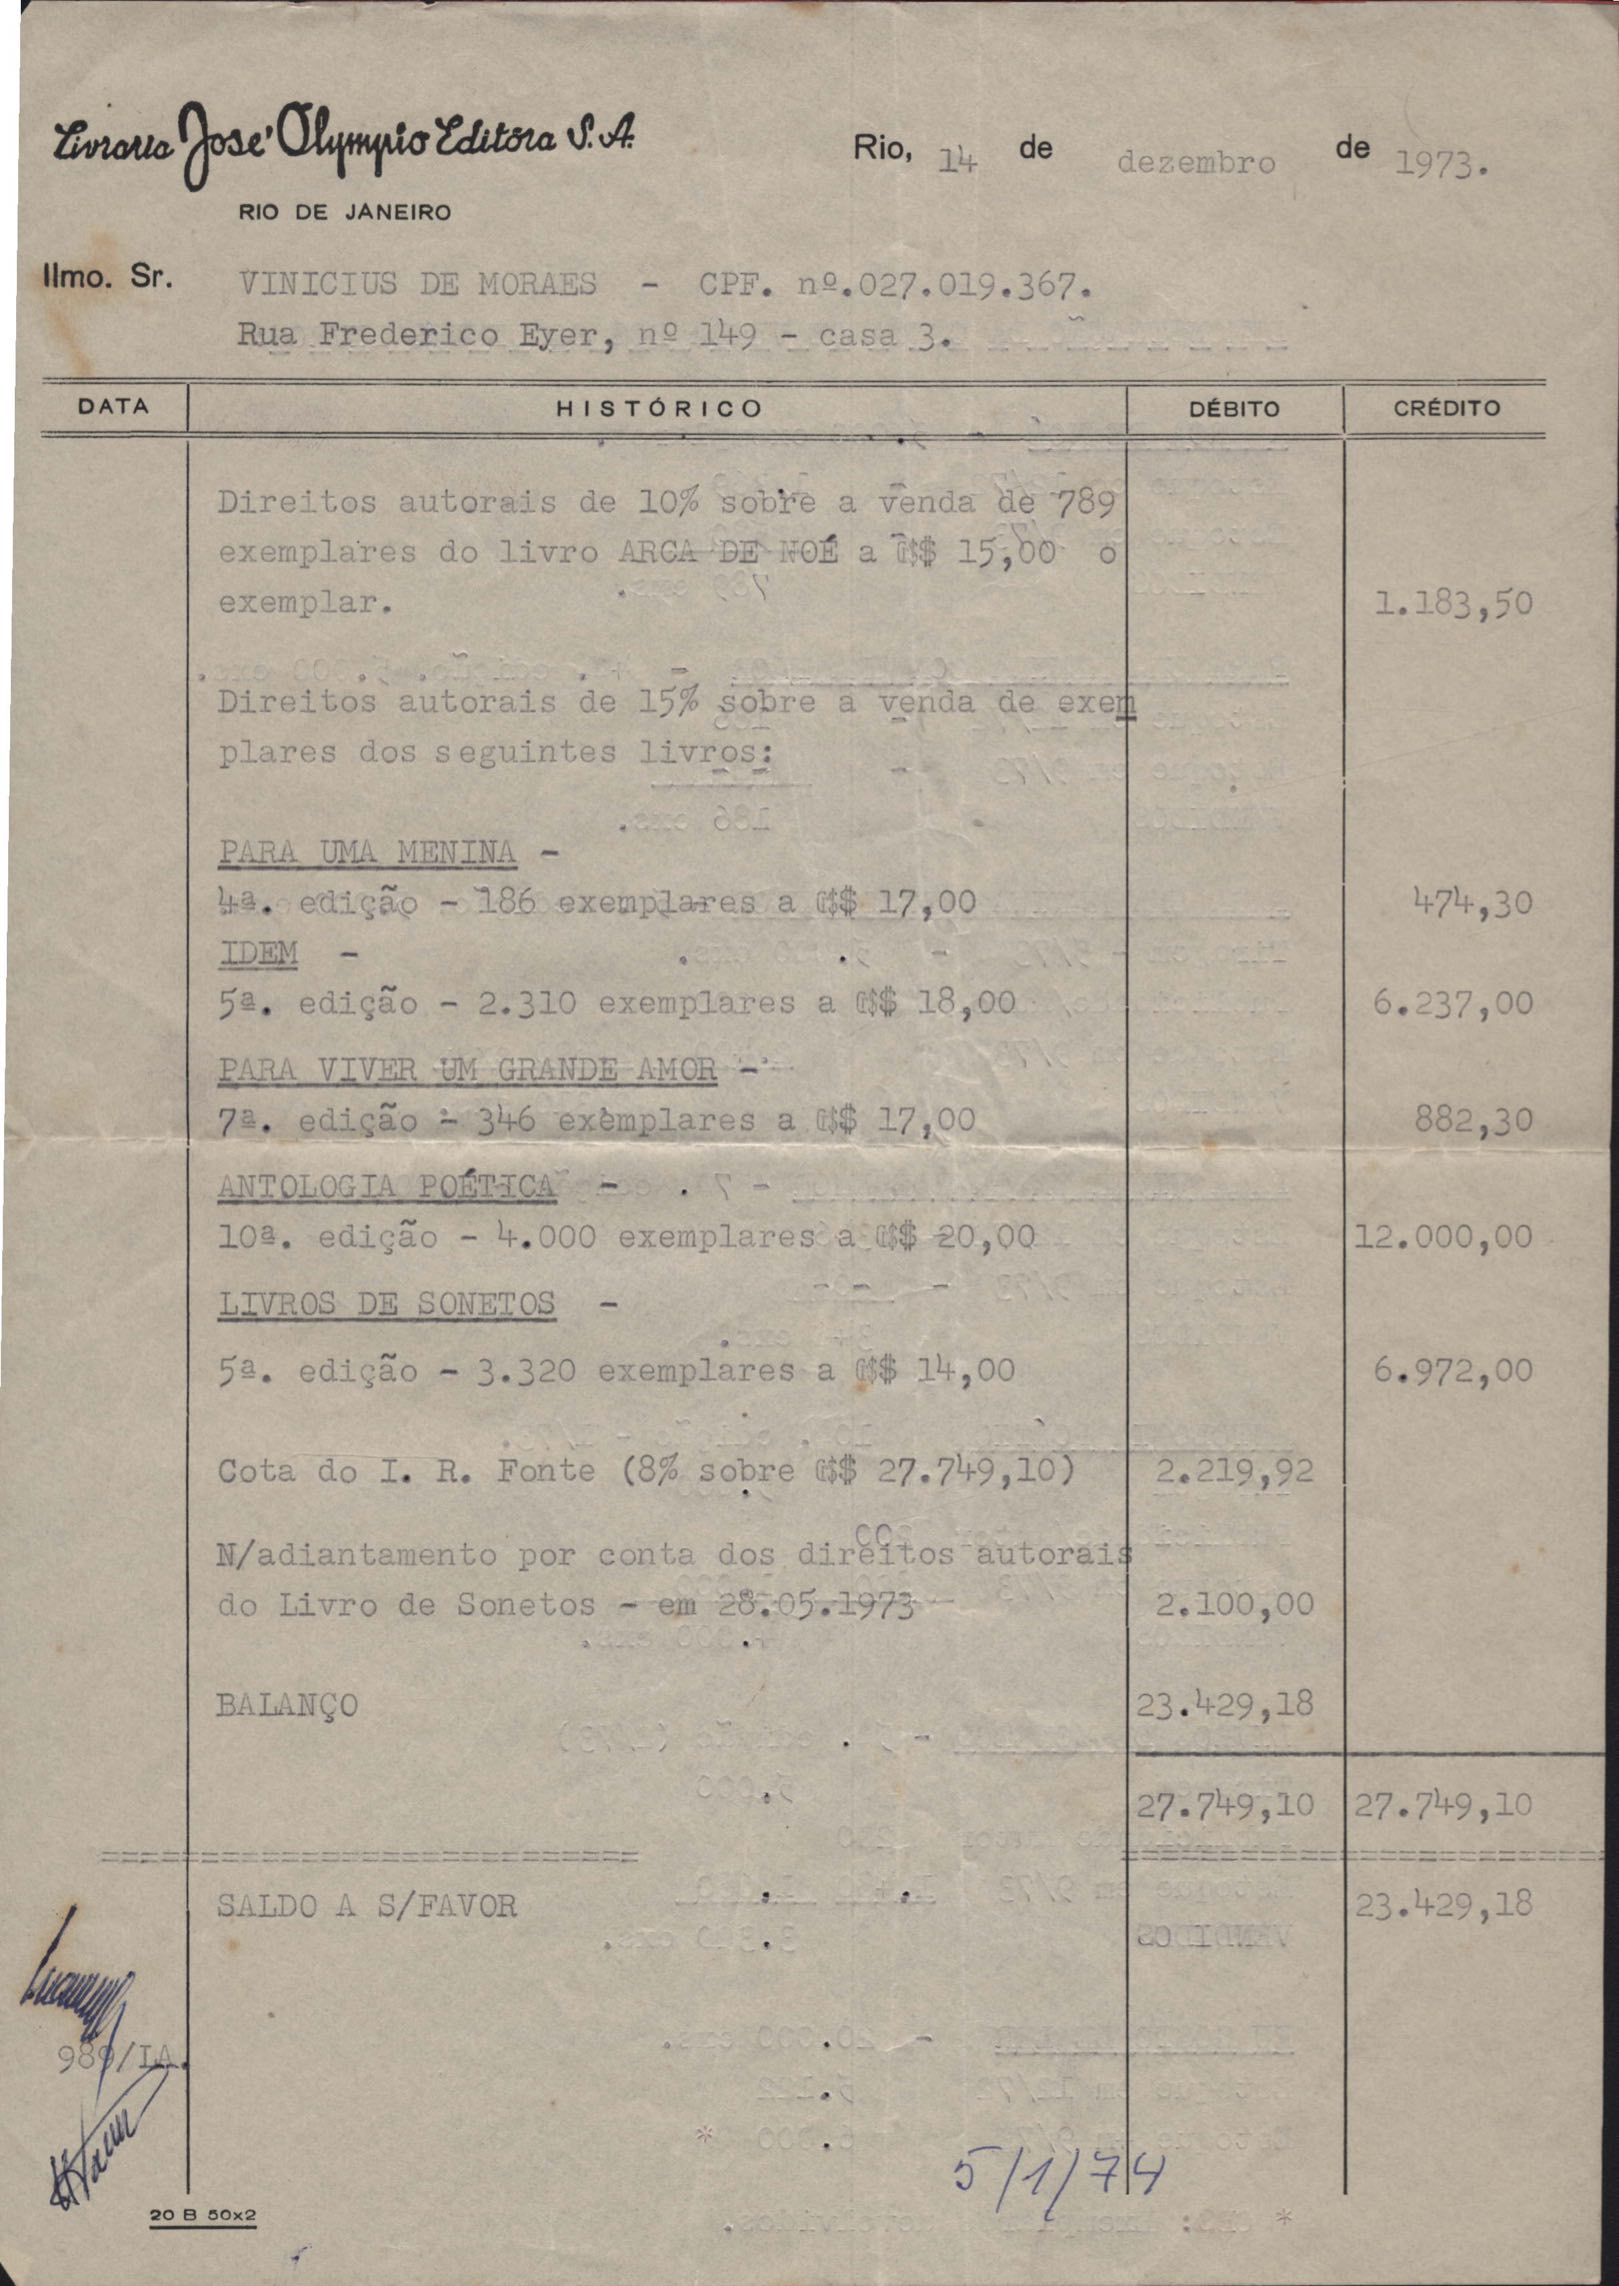 Livraria José Olympio Editôra S.A.
RIO DE JANEIRO
Rio, 14 de dezembro de 1973.
Ilmo. Sr. VINICIUS DE MORAES - CPF. nº.027.019.367.
Rua Frederico Eyer, nº 149 - casa 3.
DATA HISTÓRICO DÉBITO CRÉDITO
Direitos autorais de 10% sobre a venda de 789
exemplares do livro ARCA DE NOÉ a C$$ 15,00 o
exemplar. 1.183,50
Direitos autorais de 15% sobre a venda de exem
plares dos seguintes livros:
PARA UMA MENINA -
4ª. edição - 186 exemplares a C$$ 17,00 474,30
IDEM -
5ª. edição - 2.310 exemplares a C$$ 18,00 6.237,00
PARA VIVER UM GRANDE AMOR -
7ª. edição - 346 exemplares a C$$ 17,00 882,30
ANTOLOGIA POÉTICA -
10ª. edição - 4.000 exemplares a C$$ 20,00 12.000,00
LIVROS DE SONETOS -
5ª. edição - 3.320 exemplares a C$$ 14,00 6.972,00
Cota do I. R. Fonte (8% sobre C$$ 27.749,10) 2.219,92
N/adiantamento por conta dos direitos autorais
do Livro de Sonetos - em 28.05.1973 2.100,00
BALANÇO 23.429,18
27.749,10 27.749,10
SALDO A S/FAVOR 23.429,18
989/IA.
5/1/74
20 B 50x2